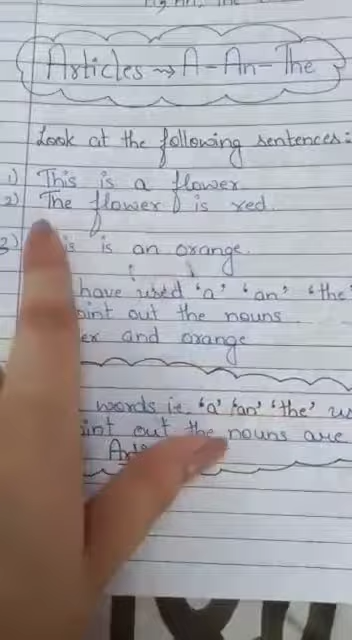 Articles → A-An-The
Look at the following sentences:
1) This is a flower.
2) The flower is red.
3) is an orange.
have used 'a' 'an' 'the'
point out the nouns
and orange
words i.e. 'a' 'an' 'the' us
point out the nouns are